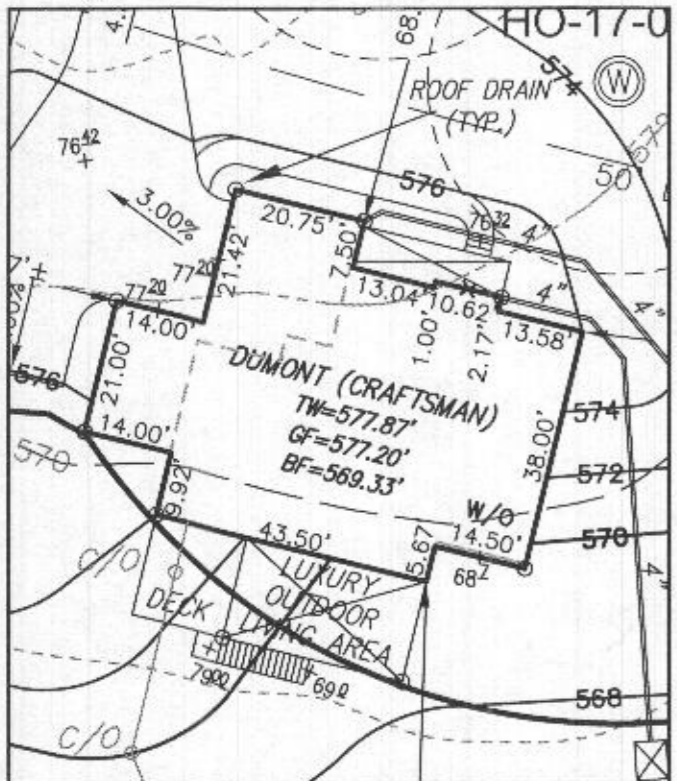 HO-17-0
68.
574
W
ROOF DRAIN
(TYP.)
76 42
3.00%
576
50
20.75'
76 32
4"
7.50'
77 20
21.42'
77 20
13.04'
10.62'
4"
4"
14.00'
1.00'
2.17'
13.58'
21.00'
DUMONT (CRAFTSMAN)
TW=577.87'
GF=577.20'
BF=569.33'
576
574
14.00'
38.00'
570
572
9.92'
W/O
43.50'
14.50'
570
5.67
68
C/O
4"
LUXURY
DECK
OUTDOOR
LIVING AREA
79 00
568
C/O